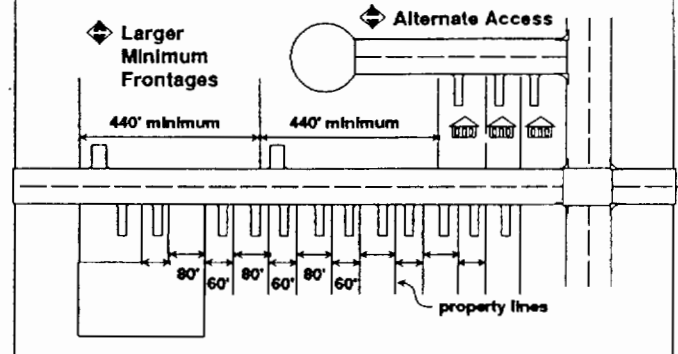 Alternate Access
Larger
Minimum
Frontages
440' minimum
440' minimum
80'
60'
80'
60'
80'
60'
property lines